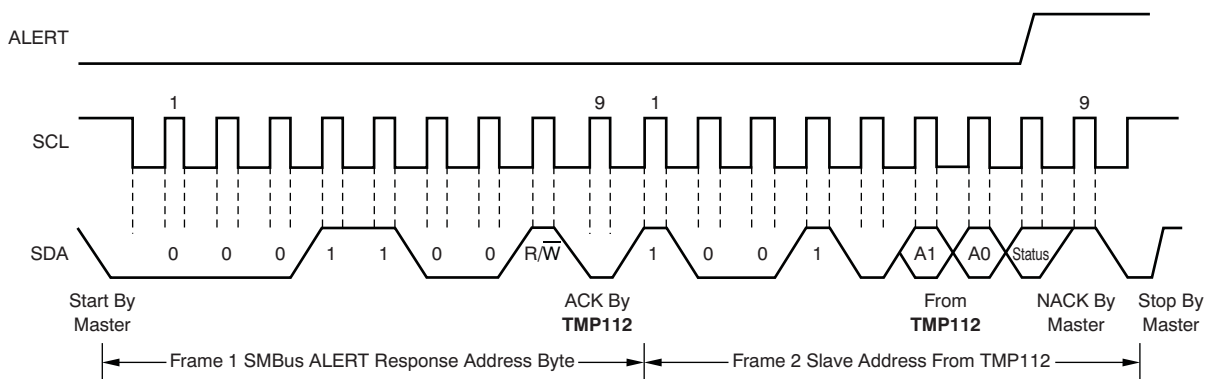 ALERT
1 9 1 9
SCL
SDA 0 0 0 1 1 0 0 R/W̅ 1 0 0 1 A1 A0 Status
Start By Master
ACK By TMP112
From TMP112
NACK By Master
Stop By Master
Frame 1 SMBus ALERT Response Address Byte
Frame 2 Slave Address From TMP112